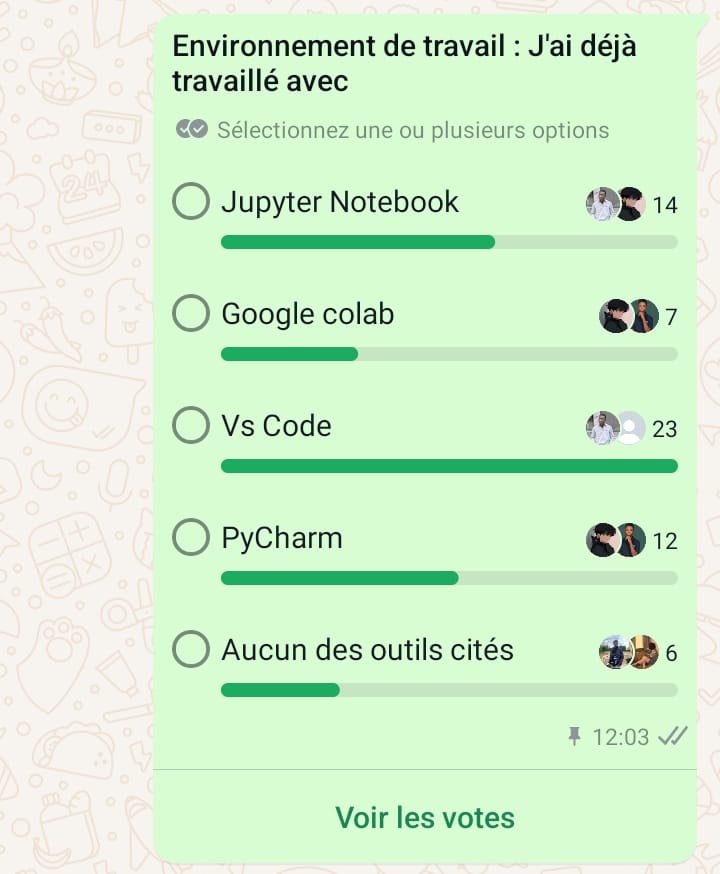 Environnement de travail : J'ai déjà
travaillé avec
Sélectionnez une ou plusieurs options
Jupyter Notebook 14
Google colab 7
Vs Code 23
PyCharm 12
Aucun des outils cités 6
12:03
Voir les votes
24